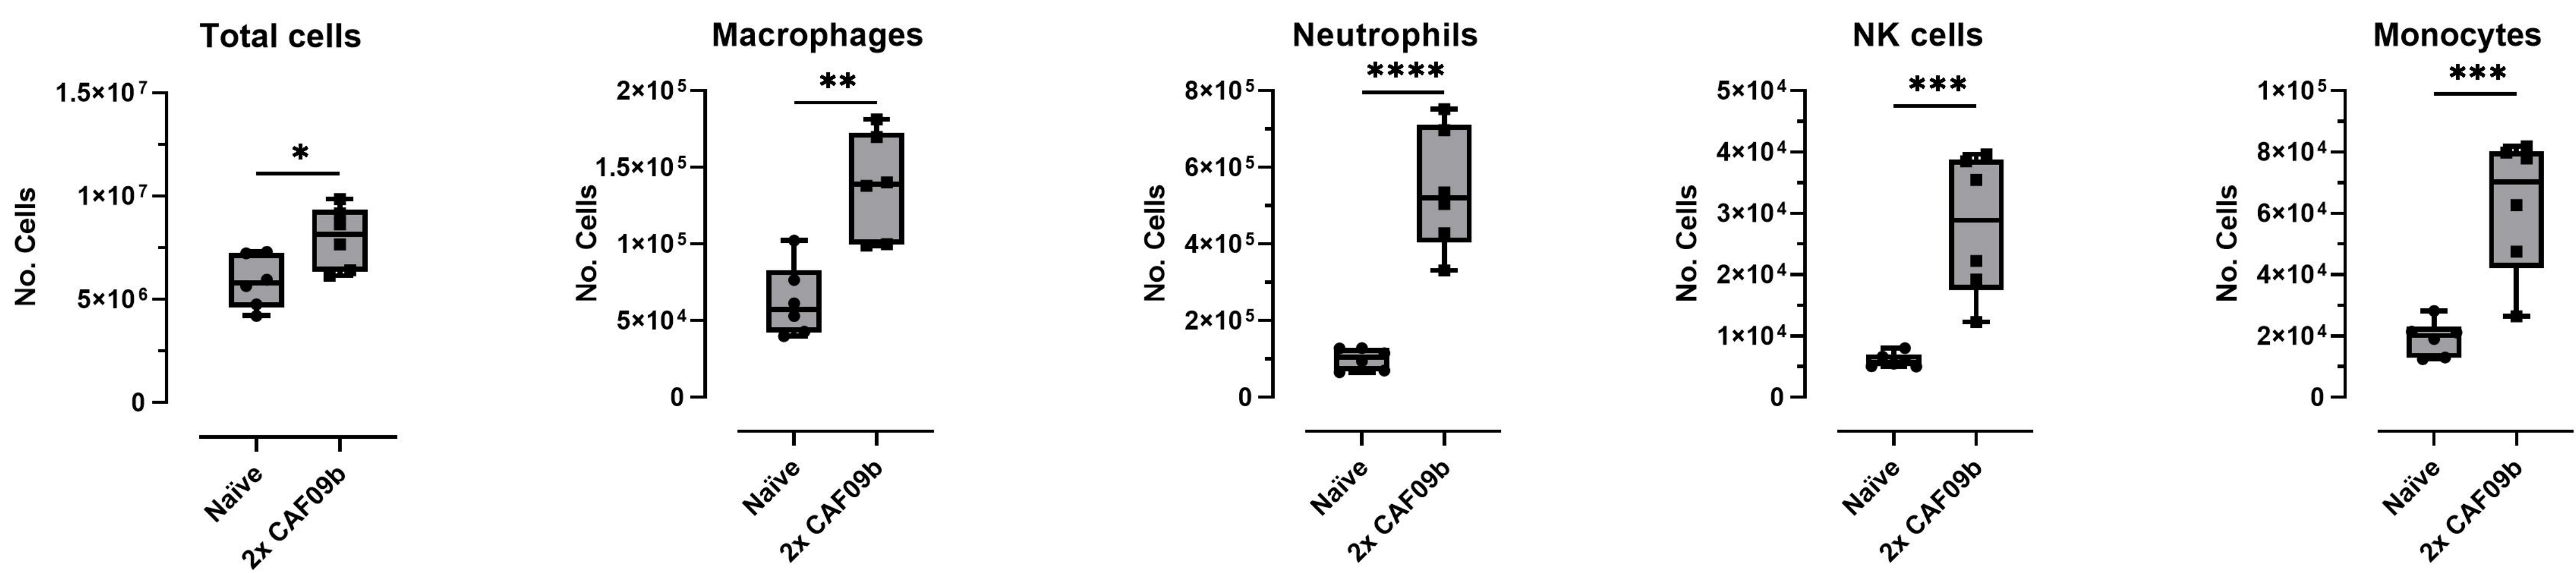 Total cells
*
1.5×10⁷
1×10⁷
5×10⁶
0
No. Cells
Naïve
2x CAF09b
Macrophages
**
2×10⁵
1.5×10⁵
1×10⁵
5×10⁴
0
No. Cells
Naïve
2x CAF09b
Neutrophils
****
8×10⁵
6×10⁵
4×10⁵
2×10⁵
0
No. Cells
Naïve
2x CAF09b
NK cells
***
5×10⁴
4×10⁴
3×10⁴
2×10⁴
1×10⁴
0
No. Cells
Naïve
2x CAF09b
Monocytes
***
1×10⁵
8×10⁴
6×10⁴
4×10⁴
2×10⁴
0
No. Cells
Naïve
2x CAF09b